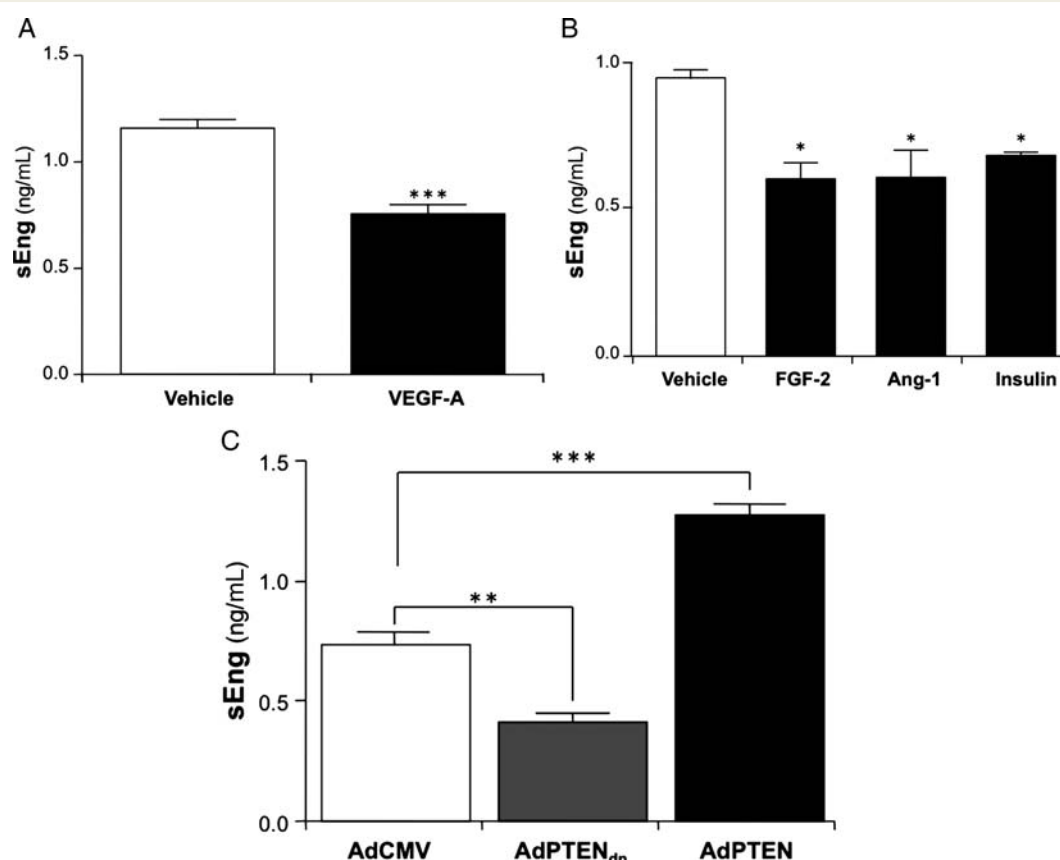 A
1.5
1.0
0.5
0.0
sEng (ng/mL)
***
Vehicle
VEGF-A
B
1.0
0.5
0.0
sEng (ng/mL)
*
*
*
Vehicle
FGF-2
Ang-1
Insulin
C
1.5
1.0
0.5
0.0
sEng (ng/mL)
***
**
AdCMV
AdPTENdn
AdPTEN